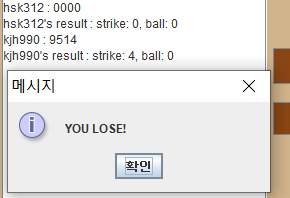 hsk312 : 0000
hsk312's result : strike: 0, ball: 0
kjh990 : 9514
kjh990's result : strike: 4, ball: 0
메시지
YOU LOSE!
확인